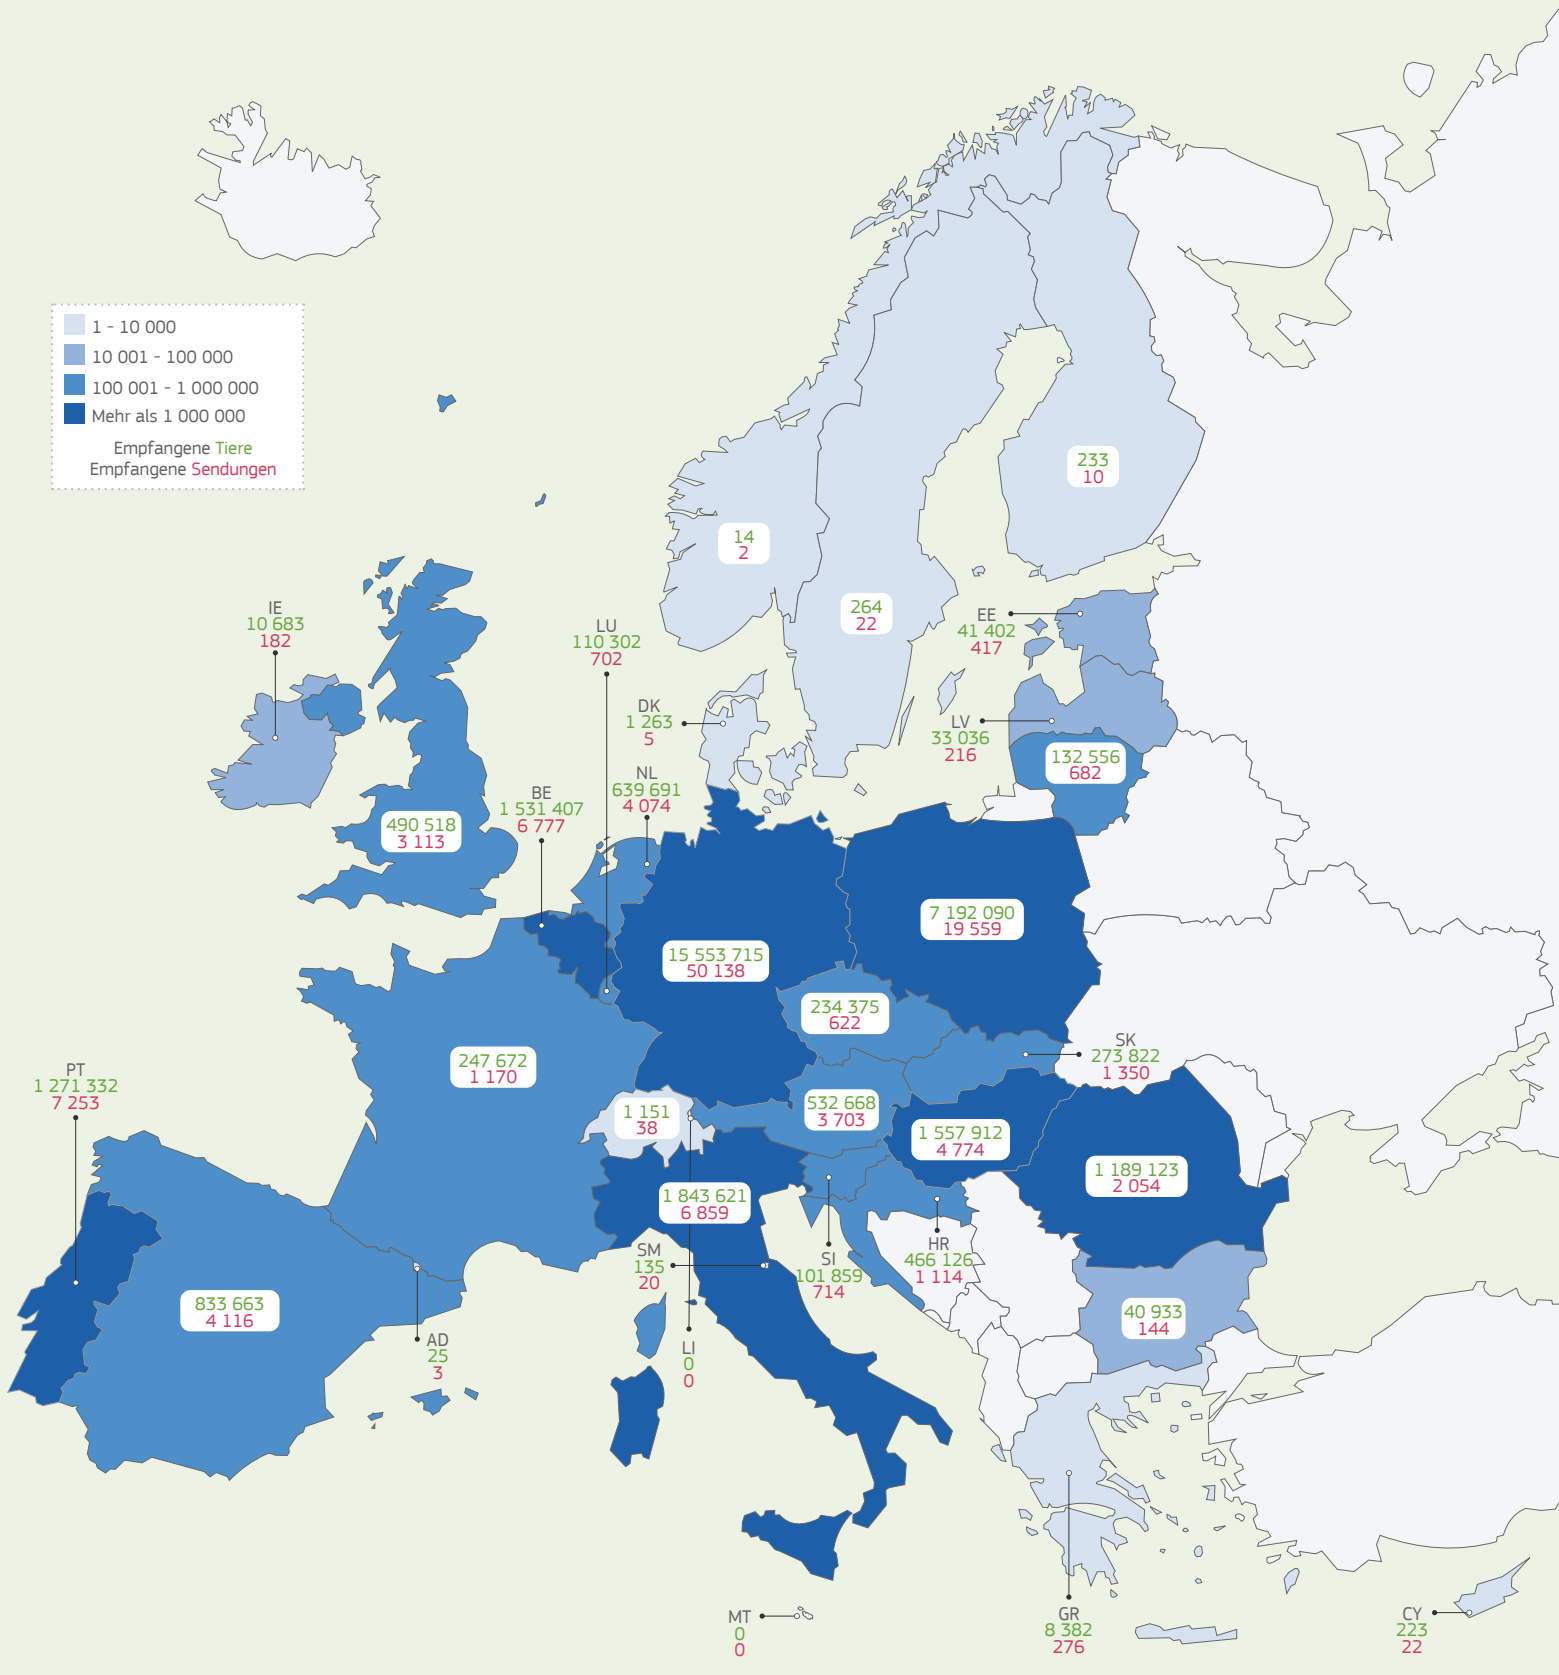 1 - 10 000
10 001 - 100 000
100 001 - 1 000 000
Mehr als 1 000 000
Empfangene Tiere
Empfangene Sendungen
233
10
14
2
264
22
IE
10 683
182
EE
41 402
417
LU
110 302
702
DK
1 263
5
LV
33 036
216
132 556
682
NL
639 691
4 074
BE
1 531 407
6 777
490 518
3 113
7 192 090
19 559
15 553 715
50 138
234 375
622
SK
273 822
1 350
247 672
1 170
PT
1 271 332
7 253
532 668
3 703
1 151
38
1 557 912
4 774
1 189 123
2 054
1 843 621
6 859
SM
135
20
HR
466 126
1 114
SI
101 859
714
833 663
4 116
40 933
144
AD
25
3
LI
0
0
MT
0
0
GR
8 382
276
CY
223
22